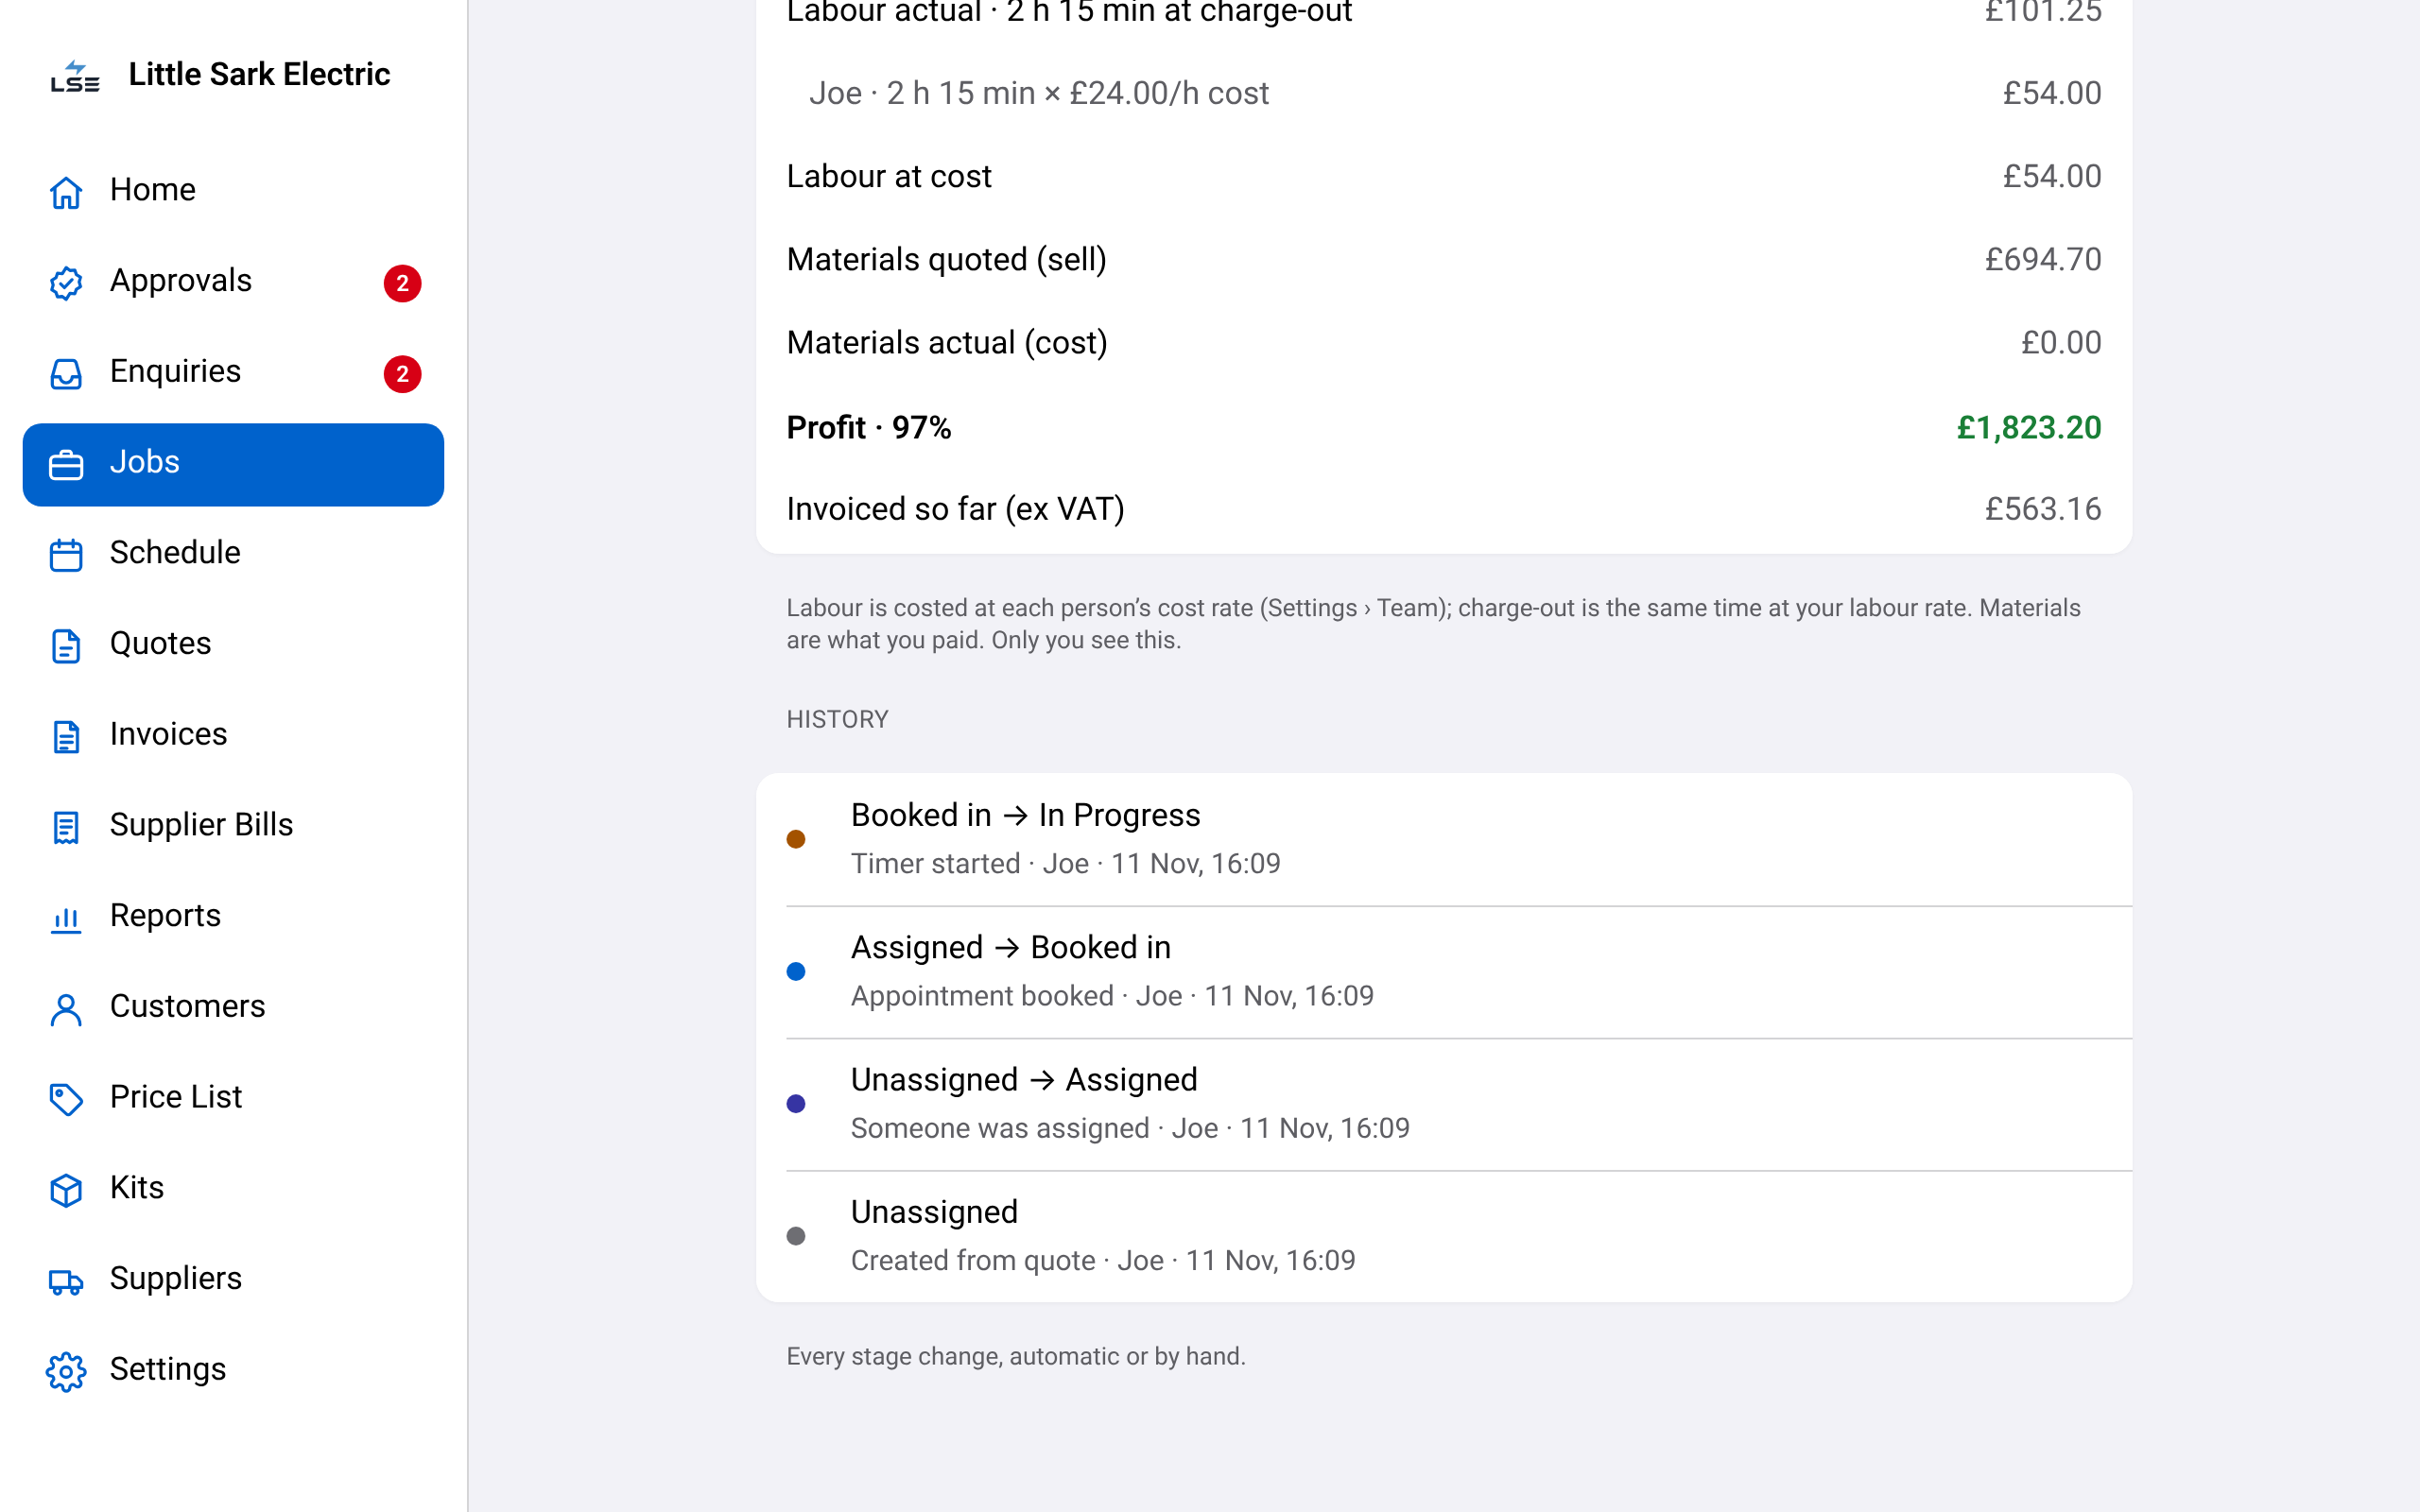 LSE
Little Sark Electric
Home
Approvals
2
Enquiries
2
Jobs
Schedule
Quotes
Invoices
Supplier Bills
Reports
Customers
Price List
Kits
Suppliers
Settings
Labour actual · 2 h 15 min at charge-out
£101.25
Joe · 2 h 15 min × £24.00/h cost
£54.00
Labour at cost
£54.00
Materials quoted (sell)
£694.70
Materials actual (cost)
£0.00
Profit · 97%
£1,823.20
Invoiced so far (ex VAT)
£563.16
Labour is costed at each person’s cost rate (Settings › Team); charge-out is the same time at your labour rate. Materials
are what you paid. Only you see this.
HISTORY
Booked in → In Progress
Timer started · Joe · 11 Nov, 16:09
Assigned → Booked in
Appointment booked · Joe · 11 Nov, 16:09
Unassigned → Assigned
Someone was assigned · Joe · 11 Nov, 16:09
Unassigned
Created from quote · Joe · 11 Nov, 16:09
Every stage change, automatic or by hand.